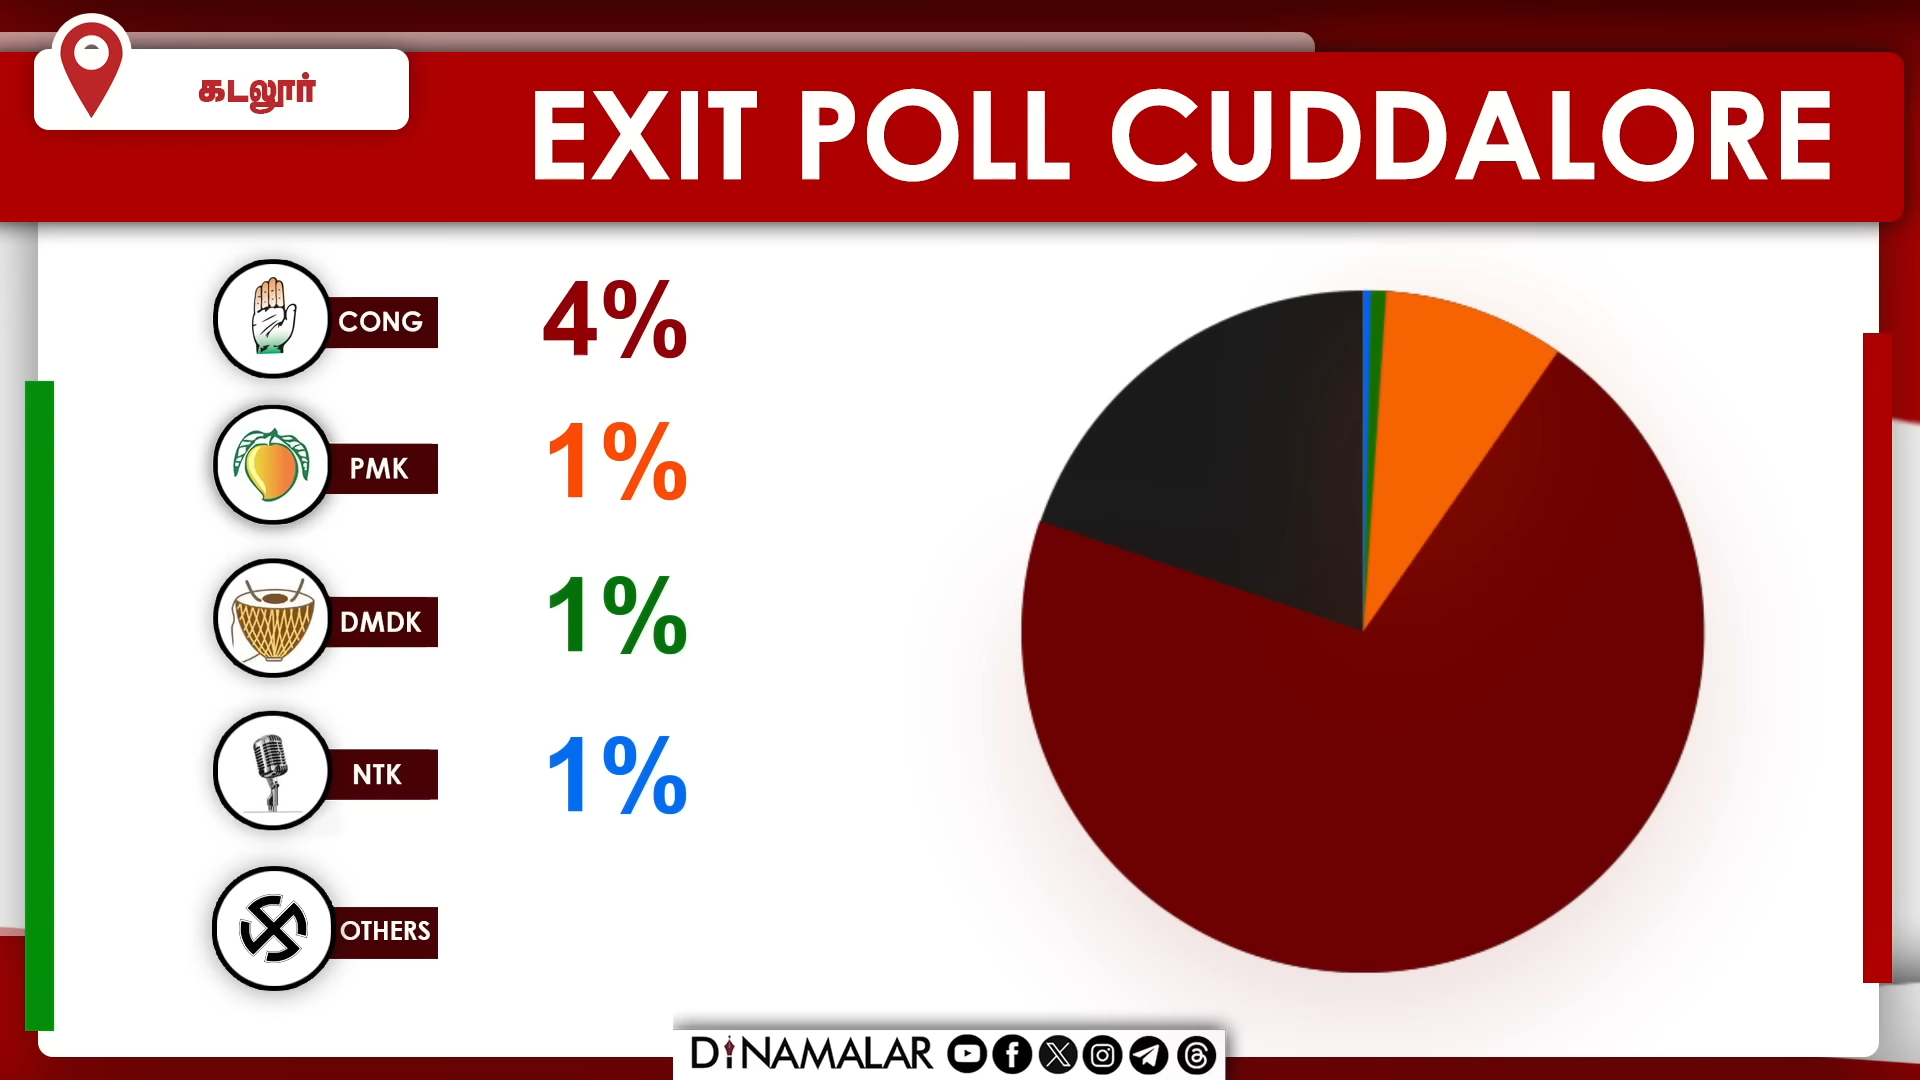 கடலூர்
EXIT POLL CUDDALORE
CONG 4%
PMK 1%
DMDK 1%
NTK 1%
OTHERS
DINAMALAR